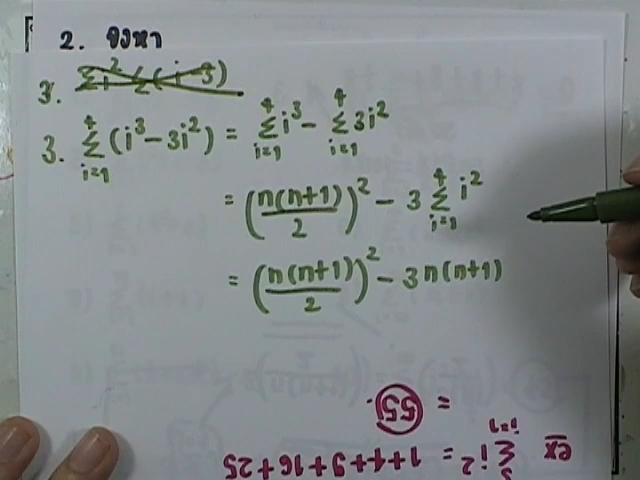 2. จงหา
3. Σi² Σ(i-3)
3. Σ_{i=1}^{4} (i³ - 3i²) = Σ_{i=1}^{4} i³ - Σ_{i=1}^{4} 3i²
= (n(n+1)/2)² - 3 Σ_{i=1}^{4} i²
= (n(n+1)/2)² - 3n(n+1)
= 55.
ex Σ_{i=1}^{5} i² = 1+4+9+16+25